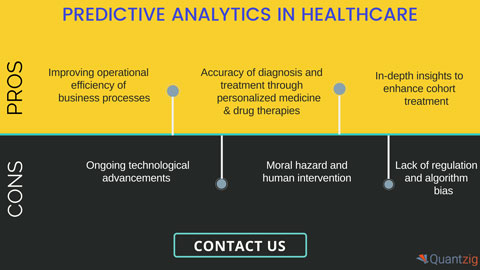 PREDICTIVE ANALYTICS IN HEALTHCARE
PROS
Improving operational
efficiency of
business processes
Accuracy of diagnosis and
treatment through
personalized medicine
& drug therapies
In-depth insights to
enhance cohort
treatment
CONS
Ongoing technological
advancements
Moral hazard and
human intervention
Lack of regulation
and algorithm
bias
CONTACT US
Quantzig